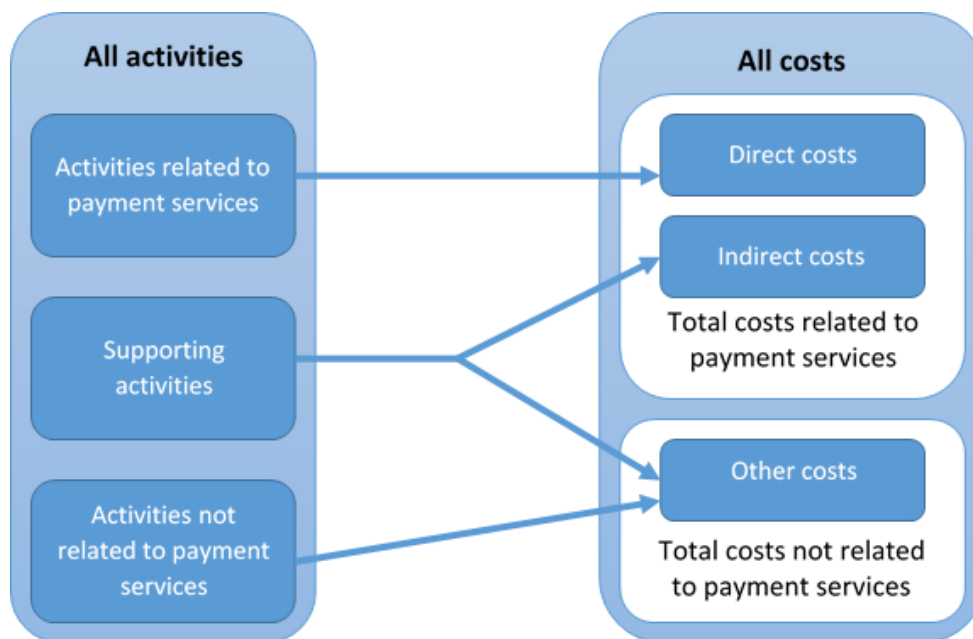 All activities
Activities related to
payment services
Supporting
activities
Activities not
related to payment
services
All costs
Direct costs
Indirect costs
Total costs related to
payment services
Other costs
Total costs not related
to payment services